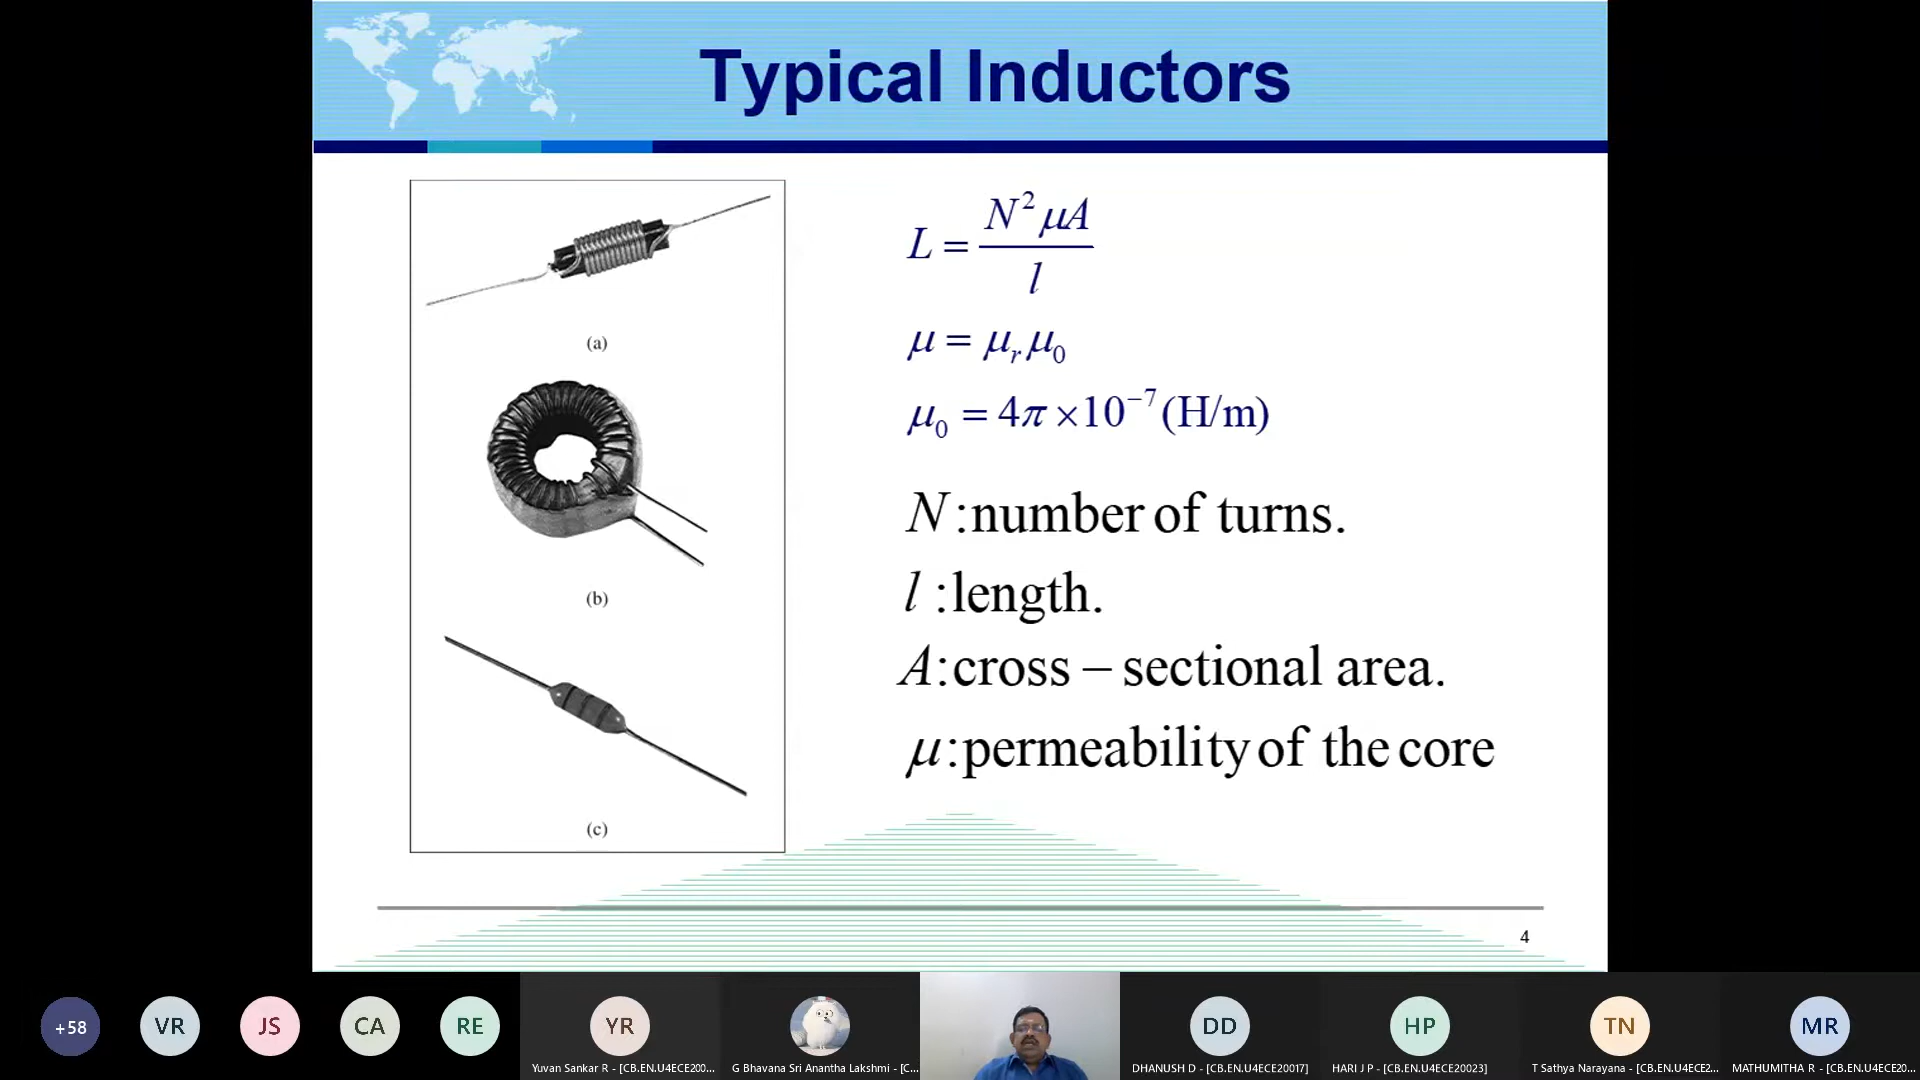 Typical Inductors
L = N²μA / l
μ = μᵣμ₀
μ₀ = 4π ×10⁻⁷ (H/m)
N :number of turns.
l :length.
A:cross – sectional area.
μ:permeability of the core
(a)
(b)
(c)
4
+58
VR
JS
CA
RE
YR
DD
HP
TN
MR
Yuvan Sankar R - [CB.EN.U4ECE200...
G Bhavana Sri Anantha Lakshmi - [C...
DHANUSH D - [CB.EN.U4ECE20017]
HARI J P - [CB.EN.U4ECE20023]
T Sathya Narayana - [CB.EN.U4ECE2...
MATHUMITHA R - [CB.EN.U4ECE20...